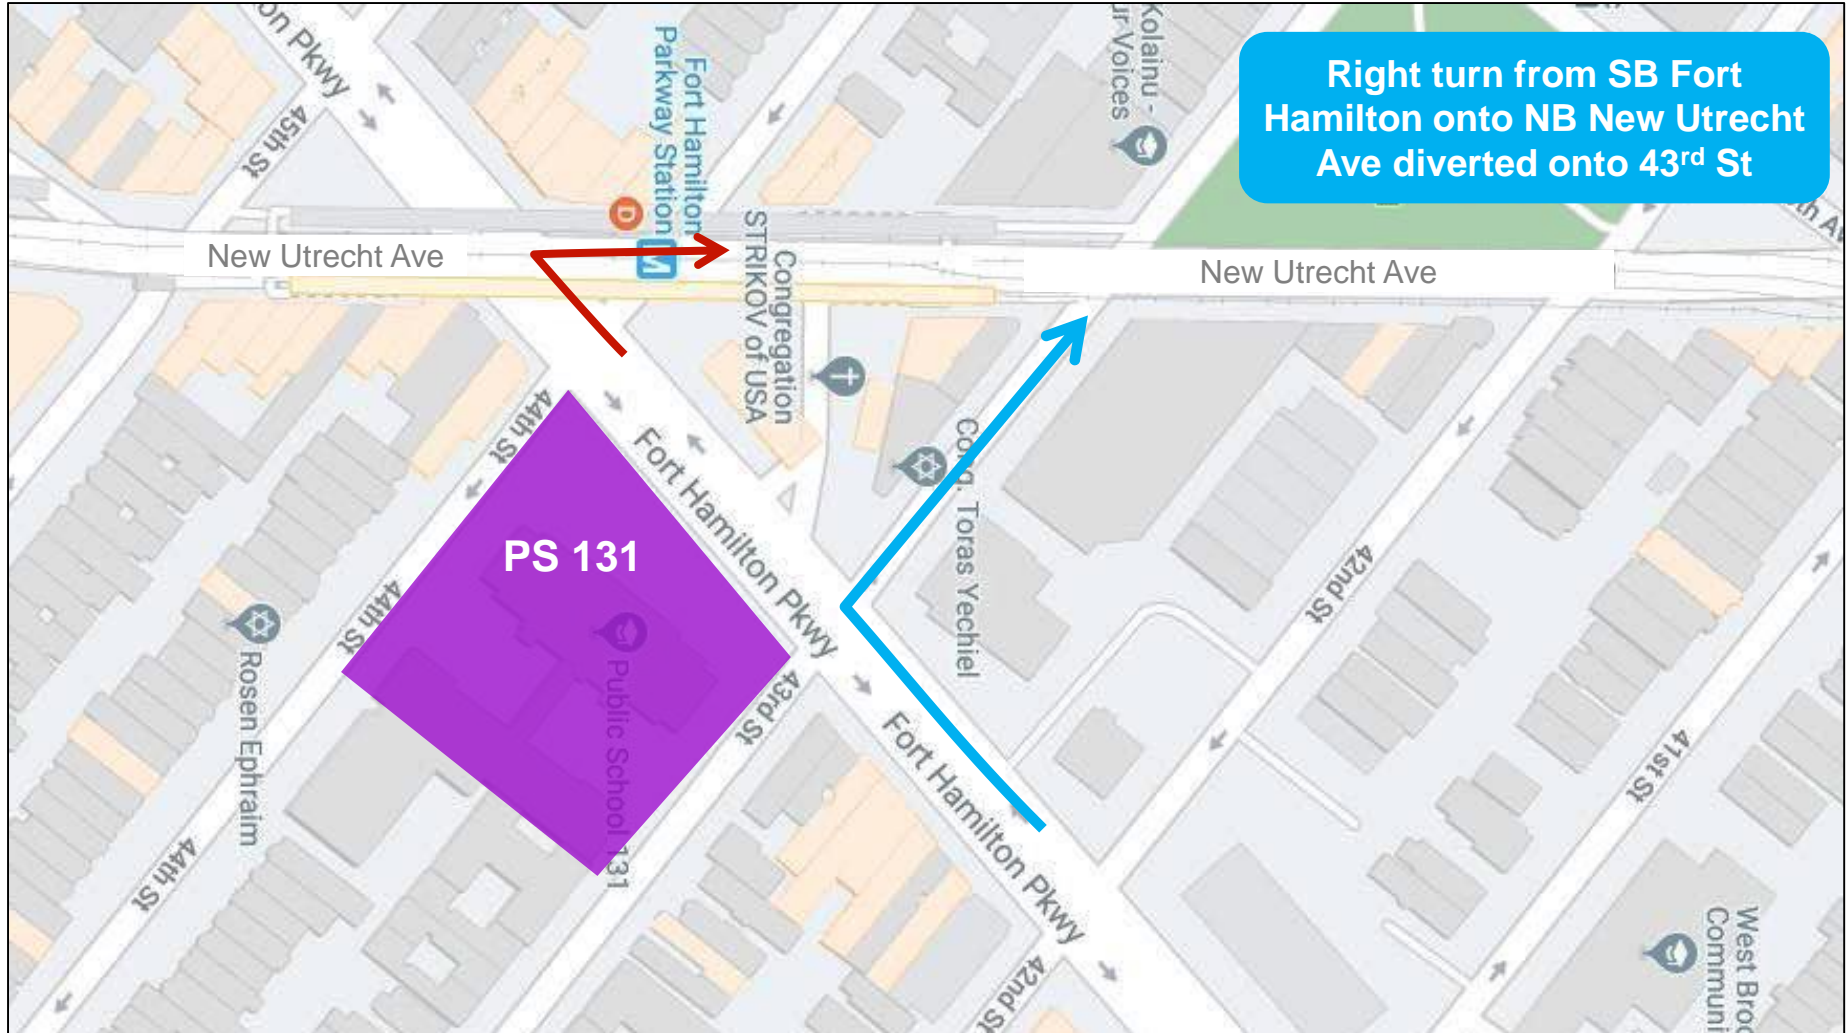 Right turn from SB Fort
Hamilton onto NB New Utrecht
Ave diverted onto 43rd St
Kolainu -
ur Voices
on Pkwy
45th St
Fort Hamilton
Parkway Station
D
M
New Utrecht Ave
New Utrecht Ave
Congregation
STRIKOV of USA
44th St
Fort Hamilton Pkwy
Cong. Toras Yechiel
PS 131
Public School 131
44th St
Rosen Ephraim
43rd St
42nd St
41st St
Fort Hamilton Pkwy
44th St
42nd St
West Bro
Communi